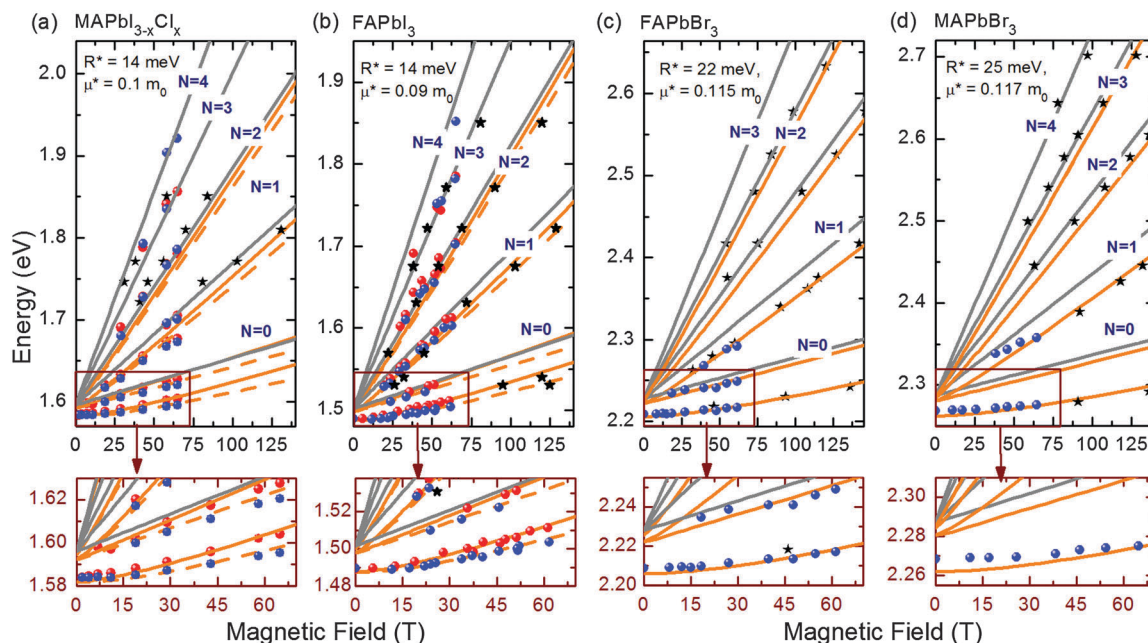 (a) MAPbI3-xClx
(b) FAPbI3
(c) FAPbBr3
(d) MAPbBr3
Energy (eV)
2.0
1.9
1.8
1.7
1.6
R* = 14 meV
μ* = 0.1 m0
N=4
N=3
N=2
N=1
N=0
0 25 50 75 100 125
1.9
1.8
1.7
1.6
1.5
R* = 14 meV
μ* = 0.09 m0
N=4
N=3
N=2
N=1
0 25 50 75 100 125
2.6
2.5
2.4
2.3
2.2
R* = 22 meV,
μ* = 0.115 m0
N=3
N=2
N=1
N=0
0 25 50 75 100 125
2.7
2.6
2.5
2.4
2.3
R* = 25 meV,
μ* = 0.117 m0
N=3
N=4
N=2
N=1
N=0
0 25 50 75 100 125
1.62
1.60
1.58
0 15 30 45 60
1.53
1.52
1.50
1.49
0 15 30 45 60
2.25
2.24
2.22
2.20
0 15 30 45 60
2.30
2.28
2.26
0 15 30 45 60
Magnetic Field (T)
Magnetic Field (T)